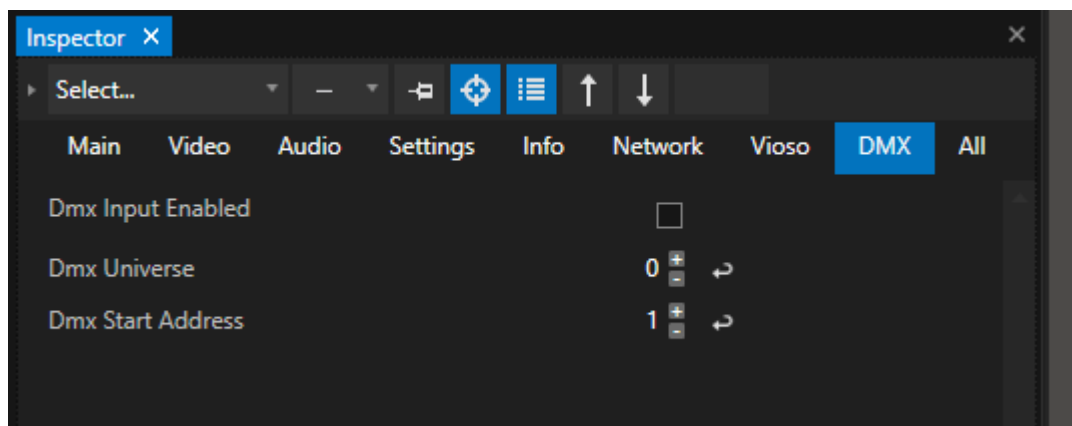 Inspector
Select... –
Main Video Audio Settings Info Network Vioso DMX All
Dmx Input Enabled
Dmx Universe 0
Dmx Start Address 1